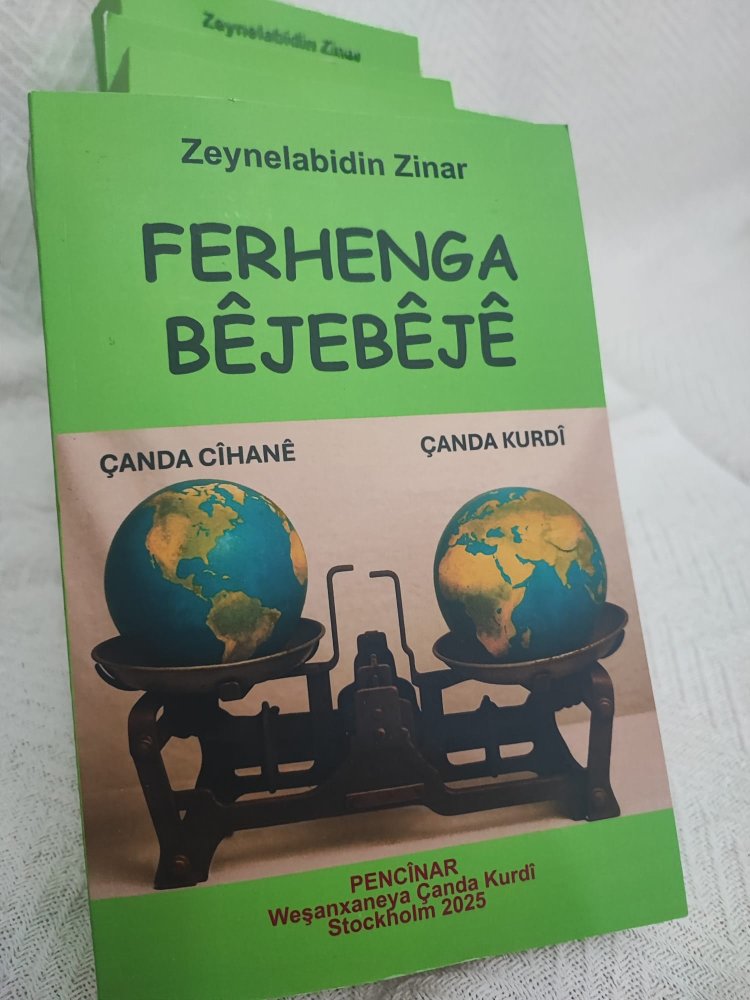 Zeynelabidin Zinar
Zeynelabidin Zinar
FERHENGA
BÊJEBÊJÊ
ÇANDA CÎHANÊ
ÇANDA KURDÎ
PENCÎNAR
Weşanxaneya Çanda Kurdî
Stockholm 2025